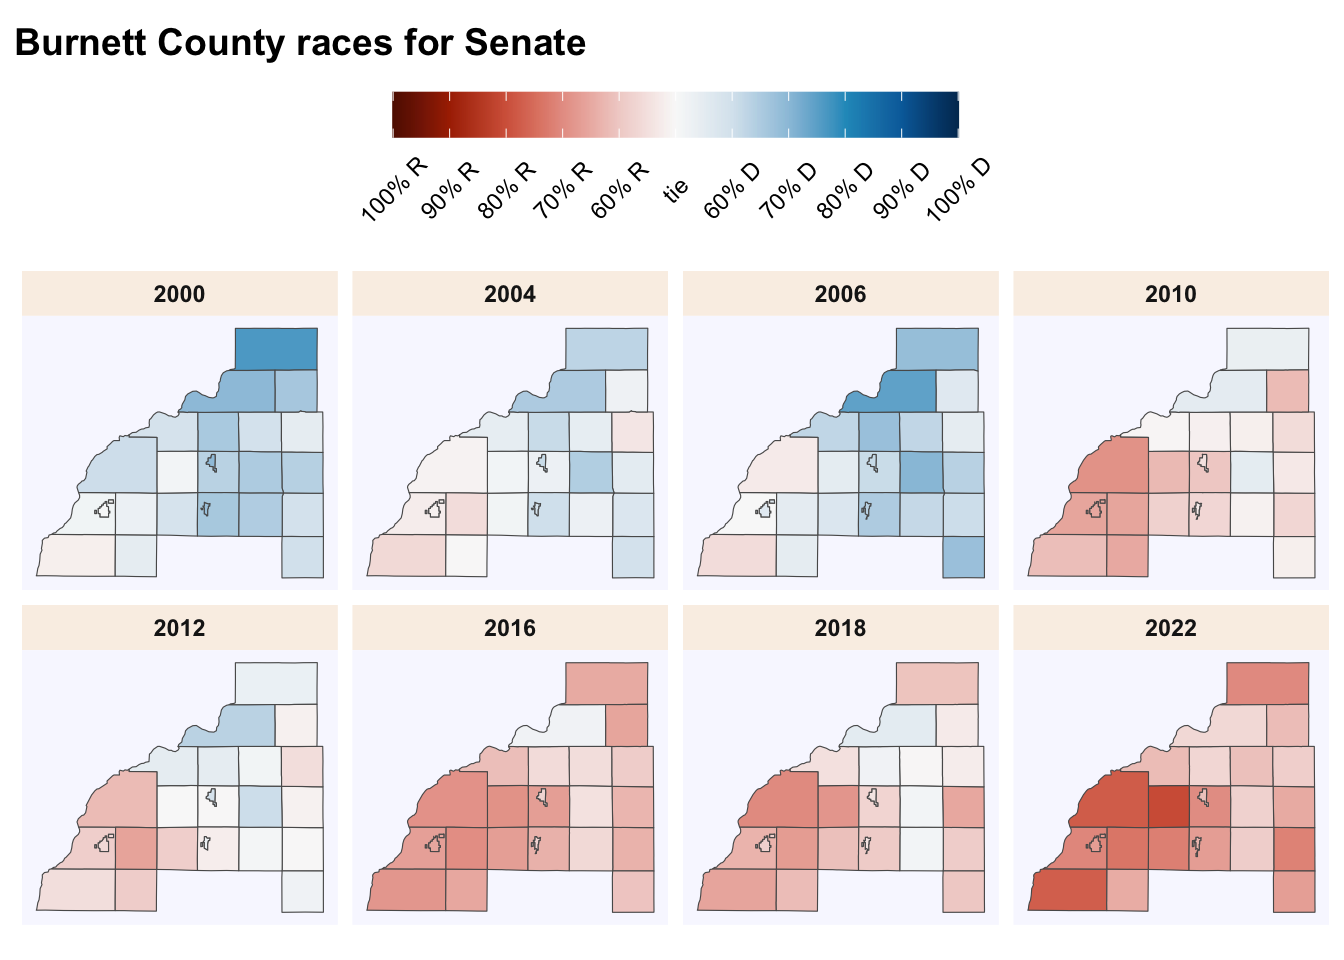 Burnett County races for Senate
100% R 90% R 80% R 70% R 60% R tie 60% D 70% D 80% D 90% D 100% D
2000 2004 2006 2010
2012 2016 2018 2022